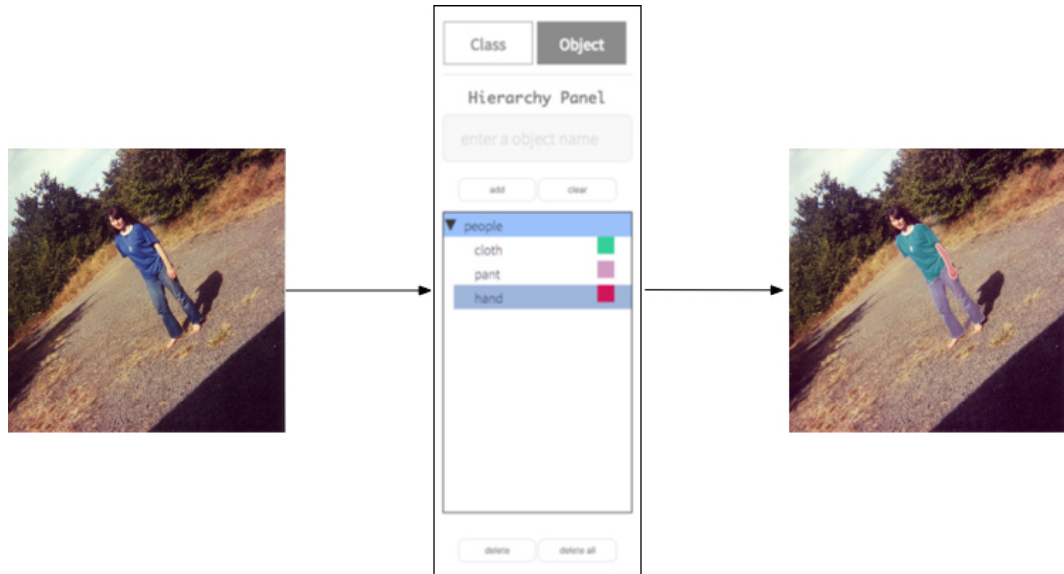 Class Object
Hierarchy Panel
enter a object name
add clear
people
cloth
pant
hand
delete delete all